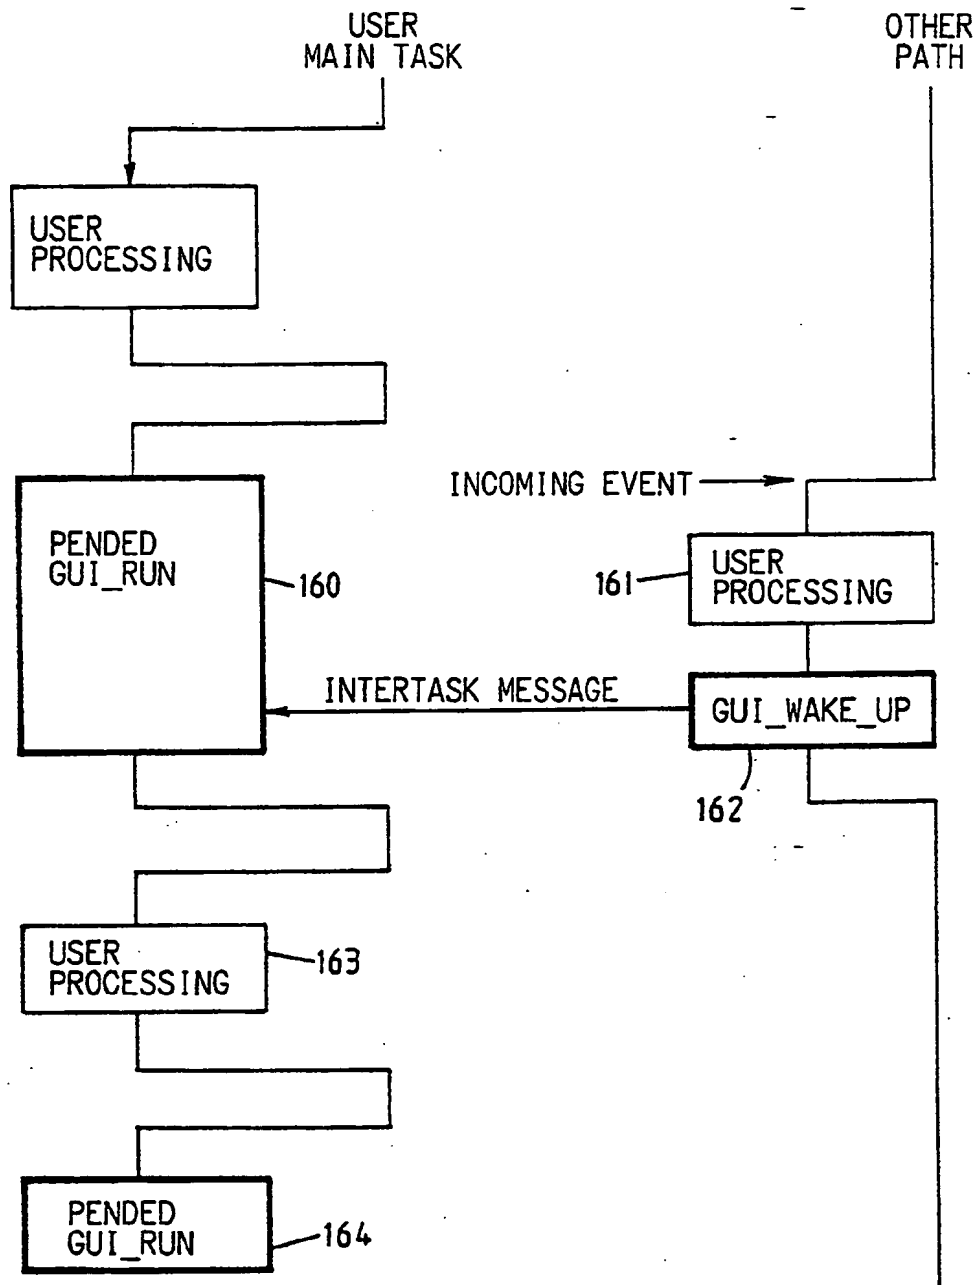 USER
MAIN TASK
OTHER
PATH
USER
PROCESSING
INCOMING EVENT
PENDED
GUI_RUN
160
161
USER
PROCESSING
INTERTASK MESSAGE
GUI_WAKE_UP
162
USER
PROCESSING
163
PENDED
GUI_RUN
164